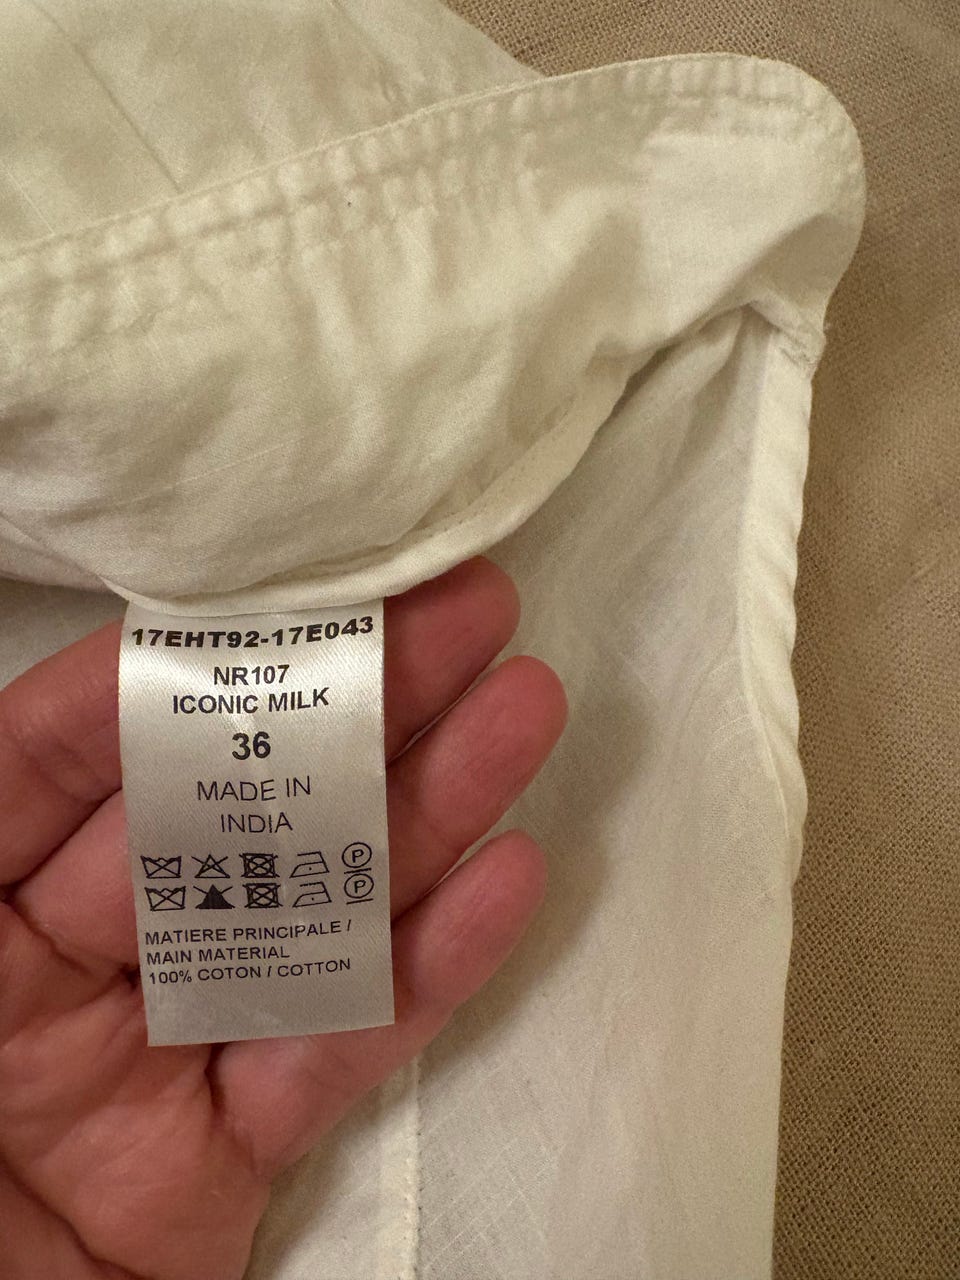 17EHT92-17E043
NR107
ICONIC MILK
36
MADE IN
INDIA
P
P
MATIERE PRINCIPALE /
MAIN MATERIAL
100% COTON / COTTON